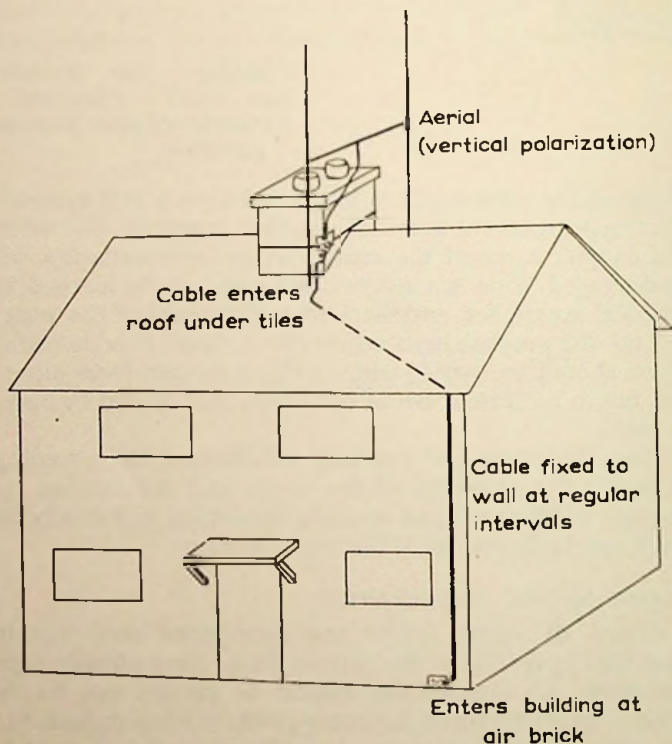 Aerial
(vertical polarization)
Cable enters
roof under tiles
Cable fixed to
wall at regular
intervals
Enters building at
air brick